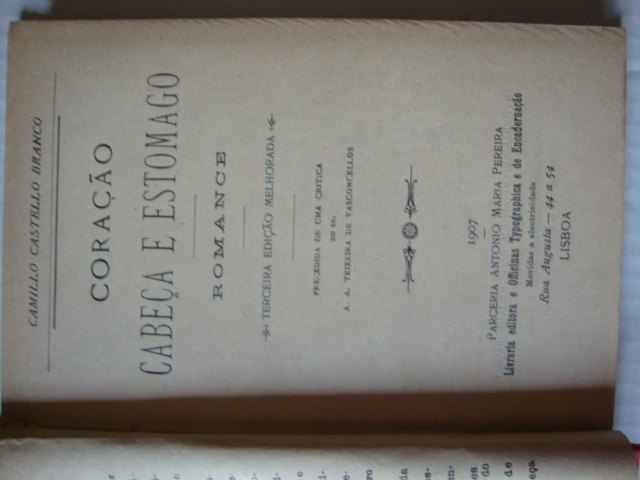 CAMILLO CASTELLO BRANCO
CORAÇÃO
CABEÇA E ESTOMAGO
ROMANCE
TERCEIRA EDIÇÃO MELHORADA
PRECEDIDA DE UMA CRITICA
DO SR.
A. A. TEIXEIRA DE VASCONCELLOS
1907
PARCERIA ANTONIO MARIA PEREIRA
Livraria editora e Officinas Typographica e de Encadernação
Movidas a electricidade
Rua Augusta — 44 a 54
LISBOA